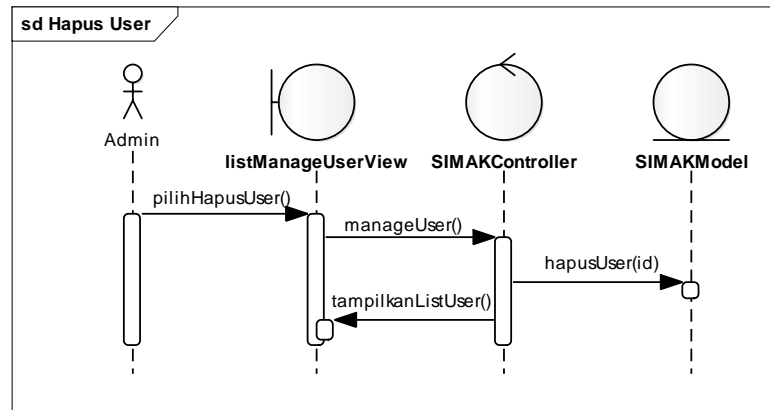 sd Hapus User
Admin
listManageUserView
SIMAKController
SIMAKModel
pilihHapusUser()
manageUser()
hapusUser(id)
tampilkanListUser()